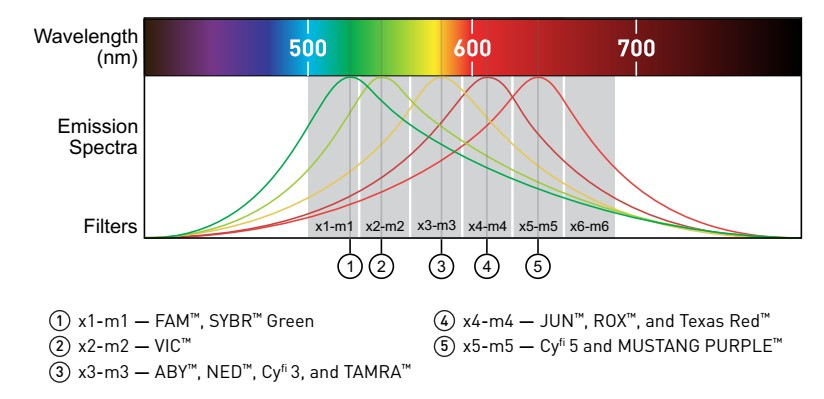 Wavelength
(nm)
500 600 700
Emission
Spectra
Filters
x1-m1 x2-m2 x3-m3 x4-m4 x5-m5 x6-m6
1 2 3 4 5
1 x1-m1 — FAM™, SYBR™ Green
2 x2-m2 — VIC™
3 x3-m3 — ABY™, NED™, Cyfi 3, and TAMRA™
4 x4-m4 — JUN™, ROX™, and Texas Red™
5 x5-m5 — Cyfi 5 and MUSTANG PURPLE™